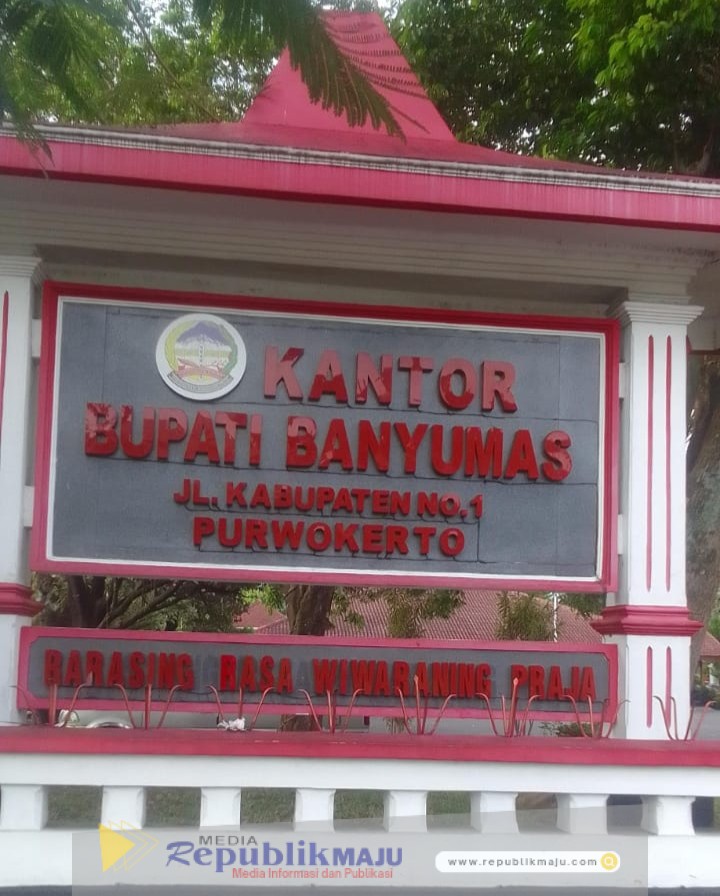 KANTOR
BUPATI BANYUMAS
JL. KABUPATEN NO.1
PURWOKERTO
RARASING RASA WIWARANING PRAJA
MEDIA
RepublikMAJU
Media Informasi dan Publikasi
www.republikmaju.com